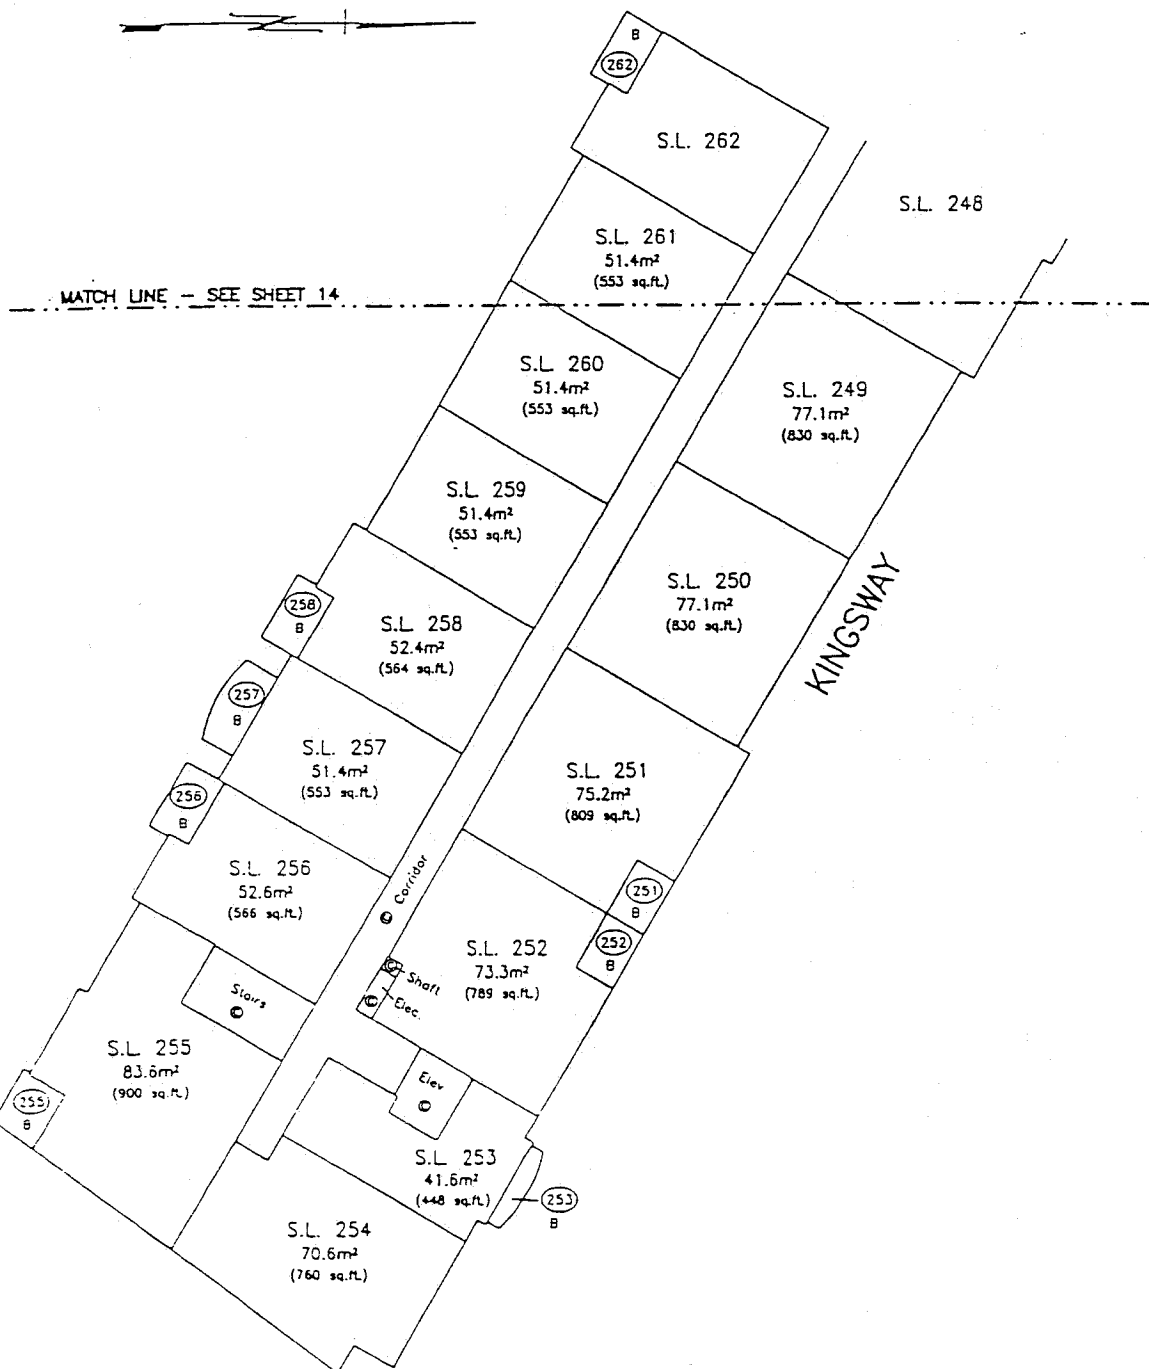 B
262
S.L. 262
S.L. 248
S.L. 261
51.4m²
(553 sq.ft.)
MATCH LINE - SEE SHEET 14
S.L. 260
51.4m²
(553 sq.ft.)
S.L. 249
77.1m²
(830 sq.ft.)
S.L. 259
51.4m²
(553 sq.ft.)
S.L. 250
77.1m²
(830 sq.ft.)
KINGSWAY
258
B
S.L. 258
52.4m²
(564 sq.ft.)
257
B
S.L. 257
51.4m²
(553 sq.ft.)
S.L. 251
75.2m²
(809 sq.ft.)
256
B
S.L. 256
52.6m²
(566 sq.ft.)
Corridor
C
251
B
252
B
S.L. 252
73.3m²
(789 sq.ft.)
C
Shaft
C
Elec.
Stairs
C
S.L. 255
83.6m²
(900 sq.ft.)
255
B
Elev
C
S.L. 253
41.6m²
(448 sq.ft.)
253
B
S.L. 254
70.6m²
(760 sq.ft.)